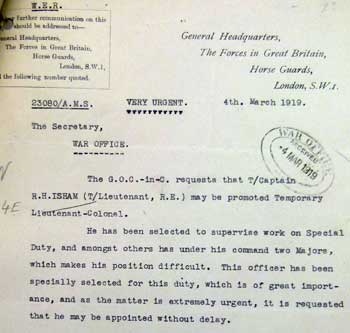 W.E.R.
further communication on this
should be addressed to—
General Headquarters,
The Forces in Great Britain,
Horse Guards,
London, S.W.1,
the following number quoted.
General Headquarters,
The Forces in Great Britain,
Horse Guards,
London, S.W.1.
23080/A.M.S.
VERY URGENT.
4th. March 1919.
The Secretary,
WAR OFFICE.
WAR OFFICE
RECEIVED
4 MAR 1919
The G.O.C.-in-C. requests that T/Captain
R.H.ISHAM (T/Lieutenant, R.E.) may be promoted Temporary
4E
Lieutenant-Colonel.
He has been selected to supervise work on Special
Duty, and amongst others has under his command two Majors,
which makes his position difficult. This officer has been
specially selected for this duty, which is of great import-
ance, and as the matter is extremely urgent, it is requested
that he may be appointed without delay.